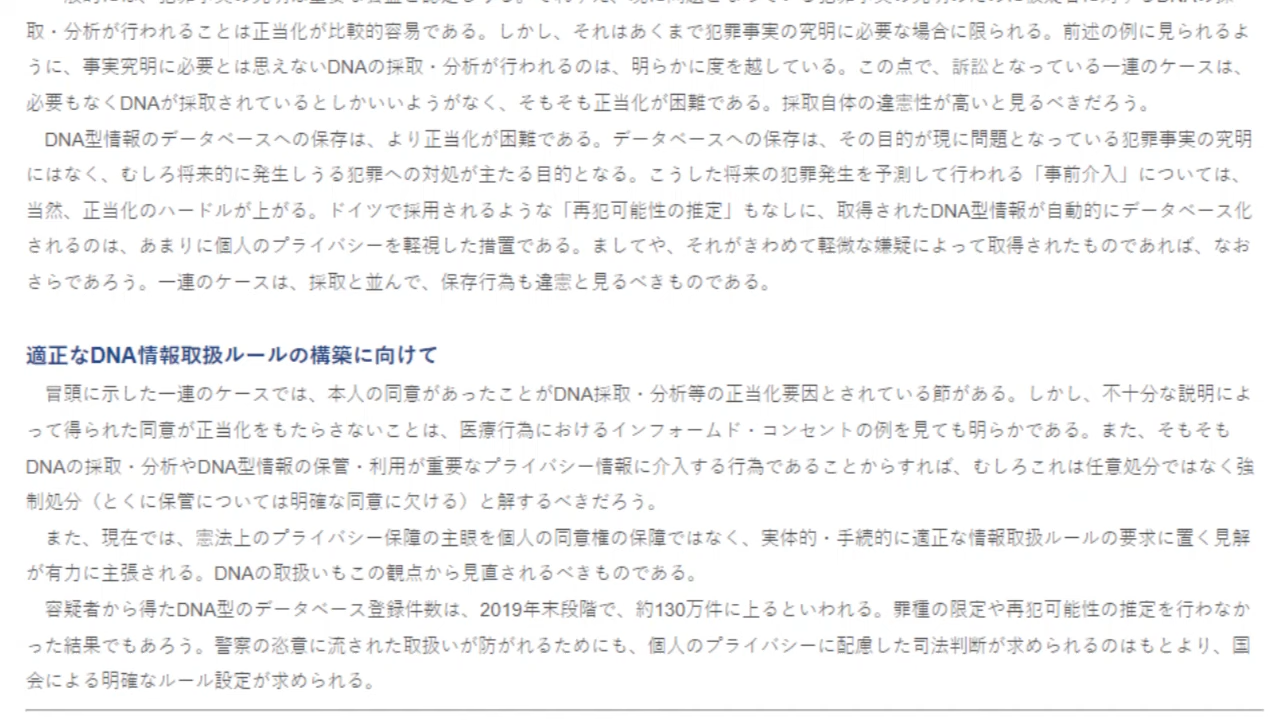 取・分析が行われることは正当化が比較的容易である。しかし、それはあくまで犯罪事実の究明に必要な場合に限られる。前述の例に見られるよ
うに、事実究明に必要とは思えないDNAの採取・分析が行われるのは、明らかに度を越している。この点で、訴訟となっている一連のケースは、
必要もなくDNAが採取されているとしかいいようがなく、そもそも正当化が困難である。採取自体の違憲性が高いと見るべきだろう。
DNA型情報のデータベースへの保存は、より正当化が困難である。データベースへの保存は、その目的が現に問題となっている犯罪事実の究明
にはなく、むしろ将来的に発生しうる犯罪への対処が主たる目的となる。こうした将来の犯罪発生を予測して行われる「事前介入」については、
当然、正当化のハードルが上がる。ドイツで採用されるような「再犯可能性の推定」もなしに、取得されたDNA型情報が自動的にデータベース化
されるのは、あまりに個人のプライバシーを軽視した措置である。ましてや、それがきわめて軽微な嫌疑によって取得されたものであれば、なお
さらであろう。一連のケースは、採取と並んで、保存行為も違憲と見るべきものである。
適正なDNA情報取扱ルールの構築に向けて
冒頭に示した一連のケースでは、本人の同意があったことがDNA採取・分析等の正当化要因とされている節がある。しかし、不十分な説明によ
って得られた同意が正当化をもたらさないことは、医療行為におけるインフォームド・コンセントの例を見ても明らかである。また、そもそも
DNAの採取・分析やDNA型情報の保管・利用が重要なプライバシー情報に介入する行為であることからすれば、むしろこれは任意処分ではなく強
制処分（とくに保管については明確な同意に欠ける）と解するべきだろう。
また、現在では、憲法上のプライバシー保障の主眼を個人の同意権の保障ではなく、実体的・手続的に適正な情報取扱ルールの要求に置く見解
が有力に主張される。DNAの取扱いもこの観点から見直されるべきものである。
容疑者から得たDNA型のデータベース登録件数は、2019年末段階で、約130万件に上るといわれる。罪種の限定や再犯可能性の推定を行わなか
った結果でもあろう。警察の恣意に流された取扱いが防がれるためにも、個人のプライバシーに配慮した司法判断が求められるのはもとより、国
会による明確なルール設定が求められる。